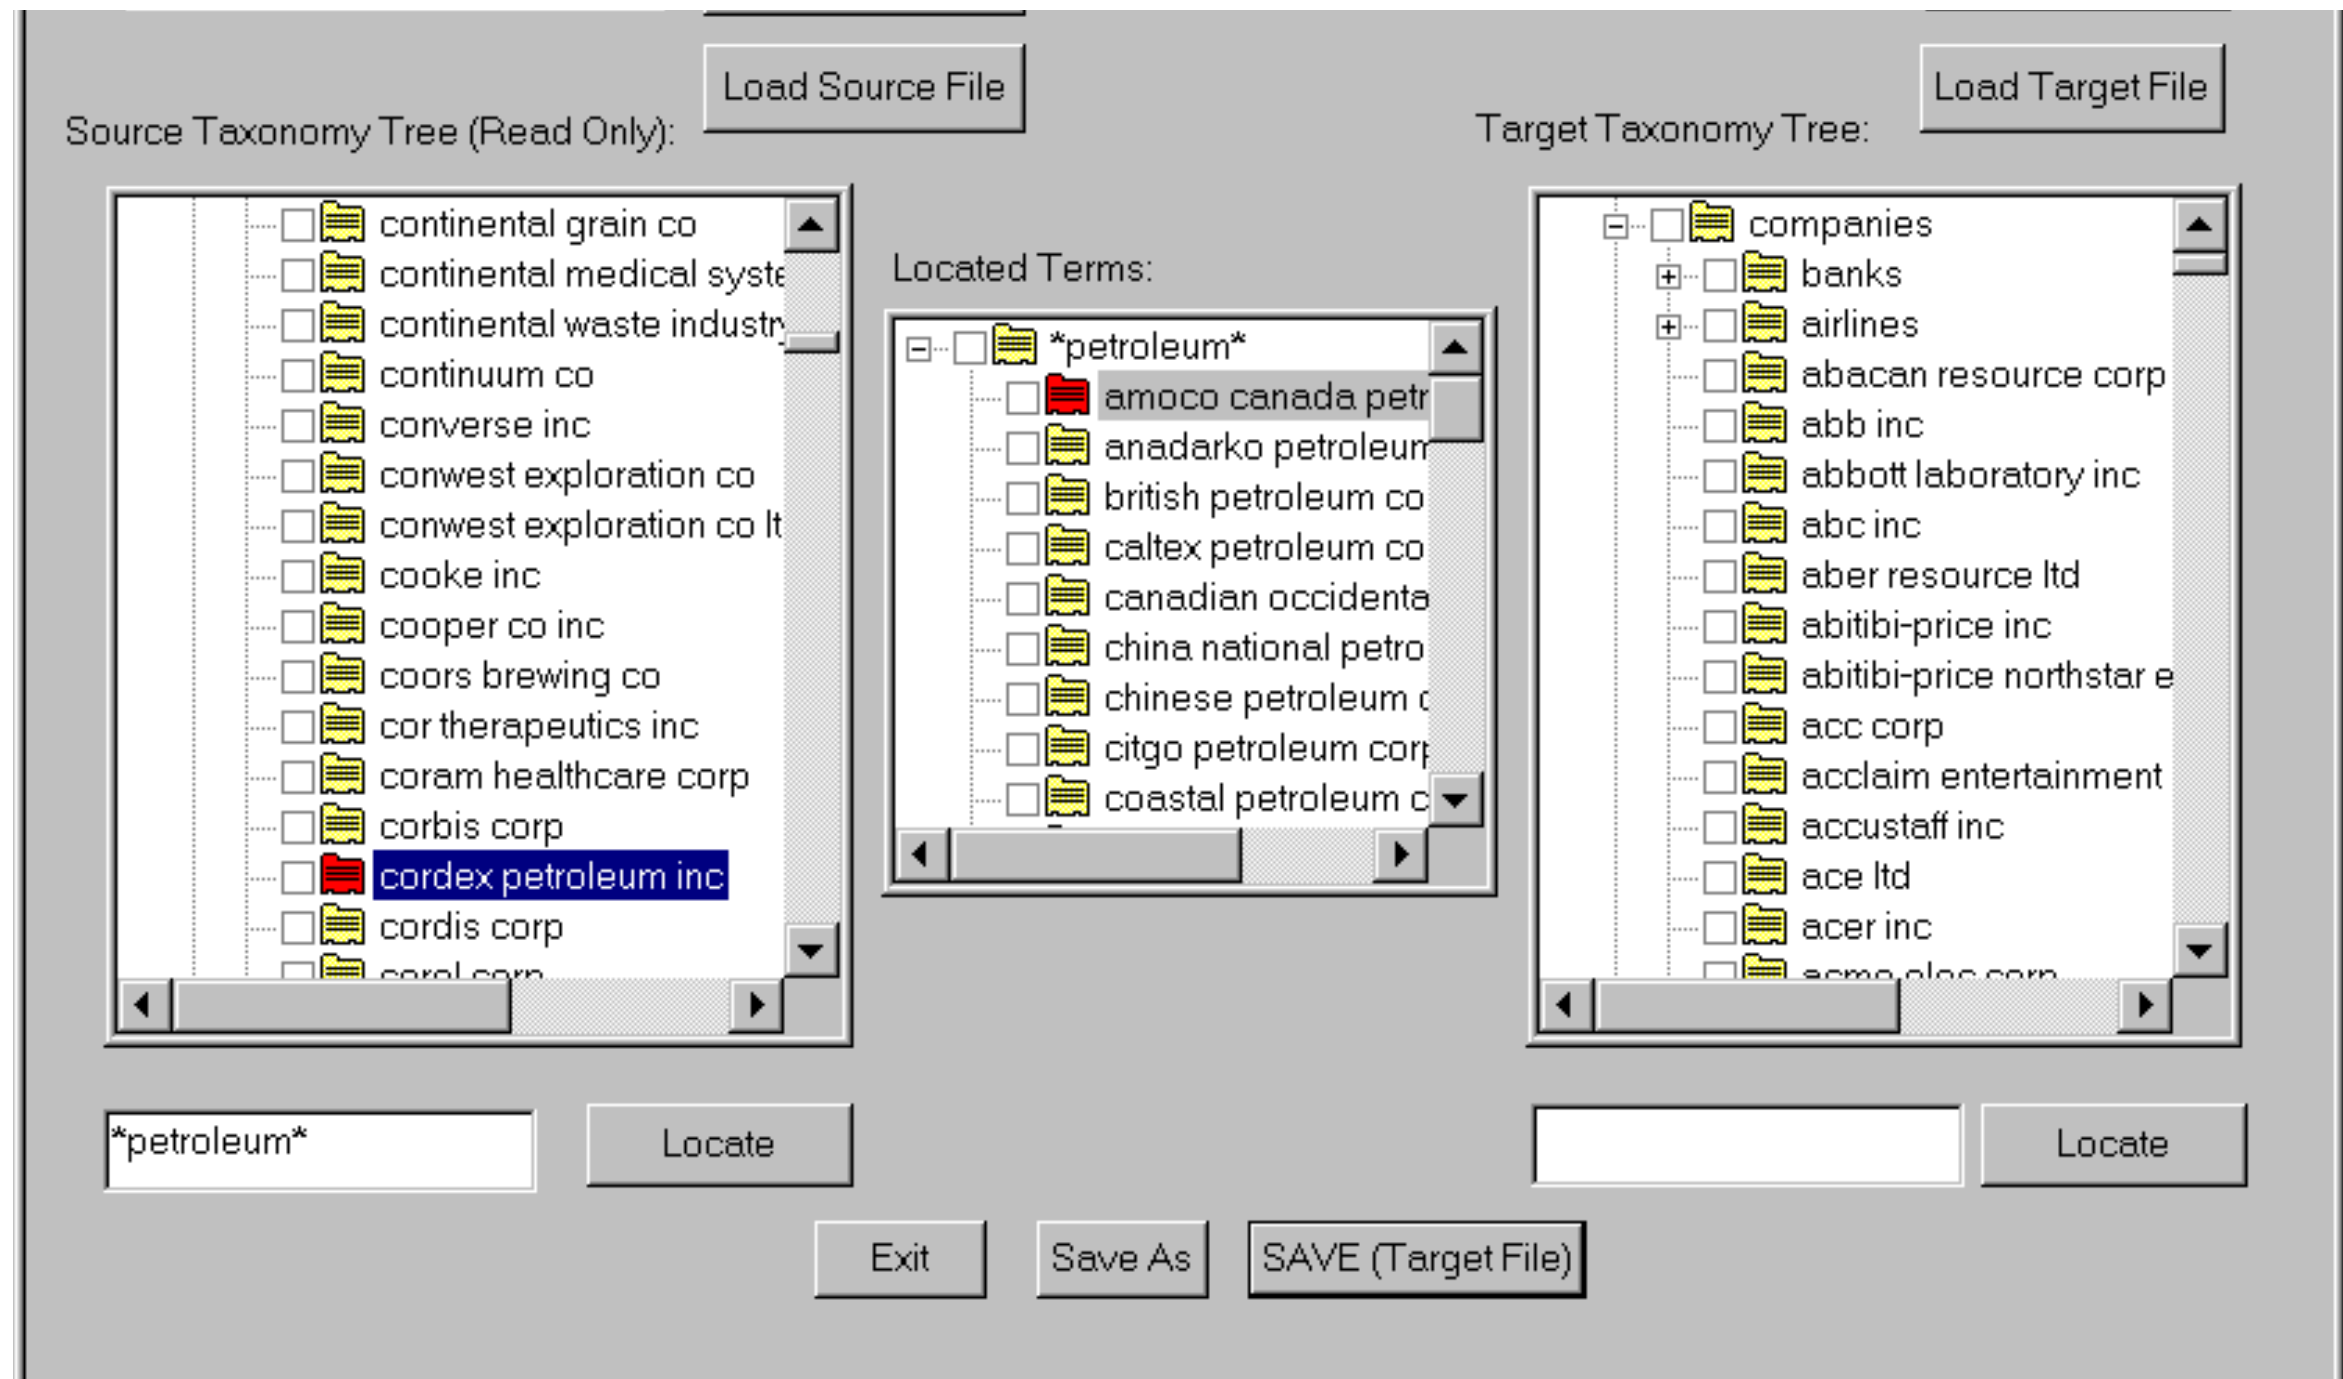 Load Source File
Source Taxonomy Tree (Read Only):
continental grain co
continental medical syste
continental waste industry
continuum co
converse inc
conwest exploration co
conwest exploration co lt
cooke inc
cooper co inc
coors brewing co
cor therapeutics inc
coram healthcare corp
corbis corp
cordex petroleum inc
cordis corp
corel corp
*petroleum*
Locate
Located Terms:
*petroleum*
amoco canada petr
anadarko petroleum
british petroleum co
caltex petroleum co
canadian occidenta
china national petro
chinese petroleum c
citgo petroleum corp
coastal petroleum c
Load Target File
Target Taxonomy Tree:
companies
banks
airlines
abacan resource corp
abb inc
abbott laboratory inc
abc inc
aber resource ltd
abitibi-price inc
abitibi-price northstar e
acc corp
acclaim entertainment
accustaff inc
ace ltd
acer inc
acme elec corp
Locate
Exit
Save As
SAVE (Target File)